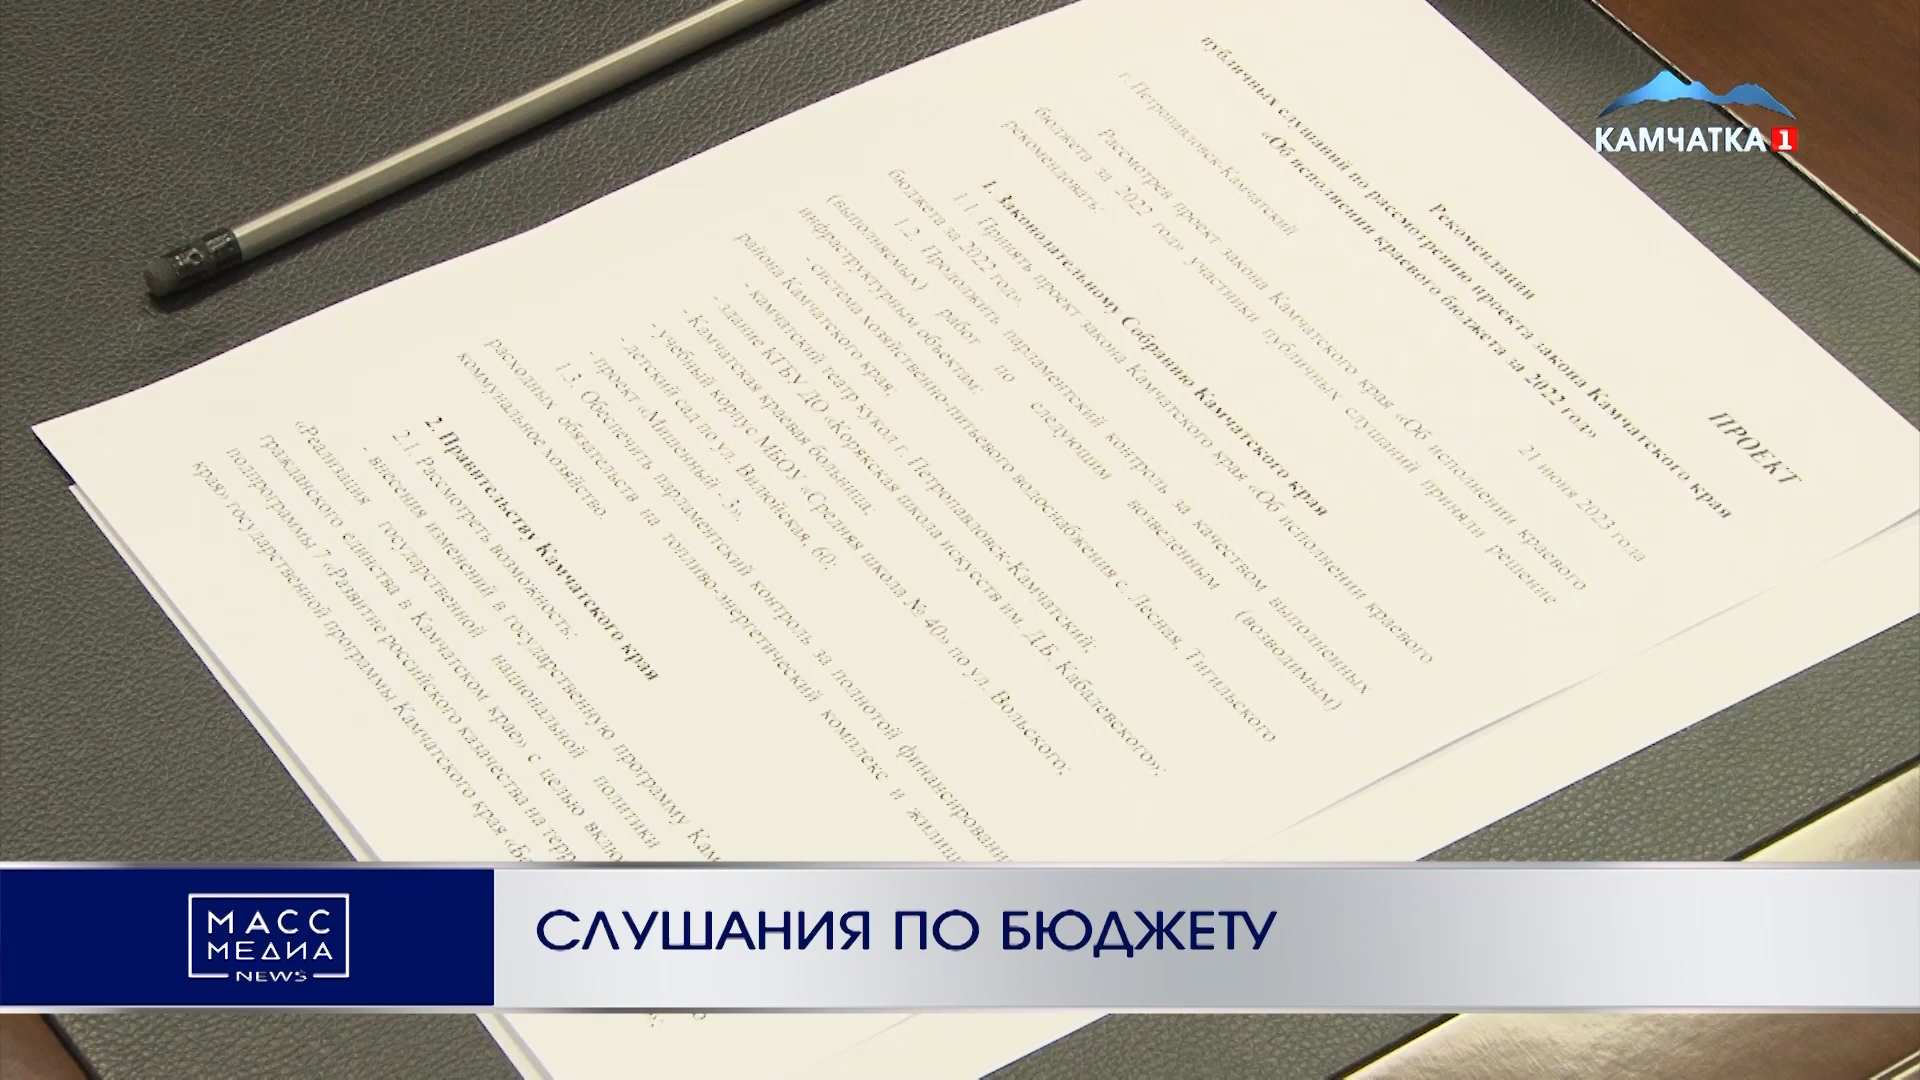 КАМЧАТКА 1
ПРОЕКТ
Рекомендации
публичных слушаний по рассмотрению проекта закона Камчатского края
«Об исполнении краевого бюджета за 2022 год»
г. Петропавловск-Камчатский 21 июня 2023 года
Рассмотрев проект закона Камчатского края «Об исполнении краевого
бюджета за 2022 год» участники публичных слушаний приняли решение
рекомендовать:
1. Законодательному Собранию Камчатского края
1.1. Принять проект закона Камчатского края «Об исполнении краевого
бюджета за 2022 год».
1.2. Продолжить парламентский контроль за качеством выполненных
(выполняемых) работ по следующим возведенным (возводимым)
инфраструктурным объектам:
- система хозяйственно-питьевого водоснабжения с. Лесная, Тигильского
района Камчатского края;
- камчатский театр кукол г. Петропавловск-Камчатский;
- здание КГБУ ДО «Корякская школа искусств им. Д.Б. Кабалевского»;
- Камчатская краевая больница;
- учебный корпус МБОУ «Средняя школа № 40» по ул. Вольского;
- детский сад по ул. Вилюйская, 60;
- проект «Мишенный - 3».
1.3. Обеспечить парламентский контроль за полнотой финансировани
расходных обязательств на топливо-энергетический комплекс и жилищ
коммунальное хозяйство.
2. Правительству Камчатского края
2.1. Рассмотреть возможность:
- внесения изменений в государственную программу Кам
«Реализация государственной национальной политики
гражданского единства в Камчатском крае» с целью вклю
подпрограммы 7 «Развитие российского казачества на терр
края» государственной программы Камчатского края «Бе
МАСС
МЕДИА
NEWS
СЛУШАНИЯ ПО БЮДЖЕТУ